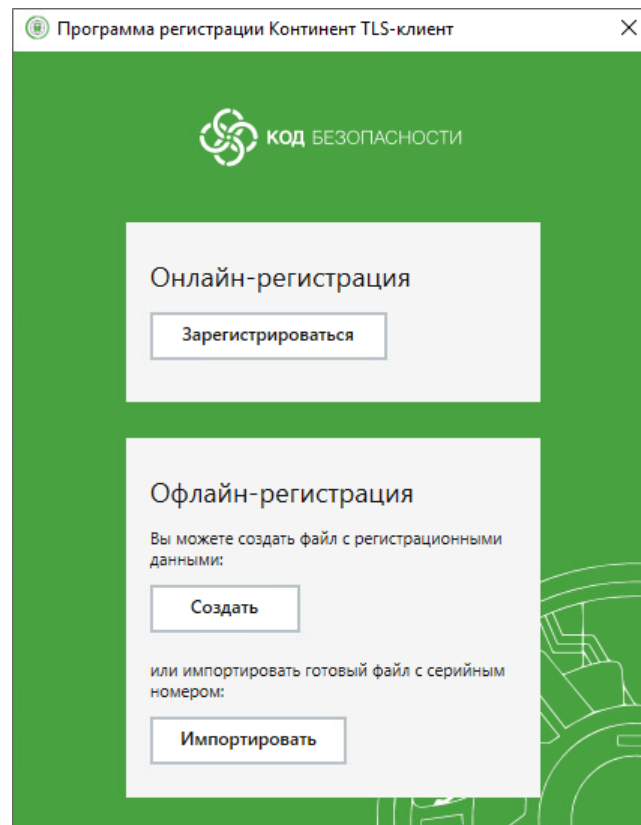 Программа регистрации Континент TLS-клиент
КОД БЕЗОПАСНОСТИ
Онлайн-регистрация
Зарегистрироваться
Офлайн-регистрация
Вы можете создать файл с регистрационными
данными:
Создать
или импортировать готовый файл с серийным
номером:
Импортировать